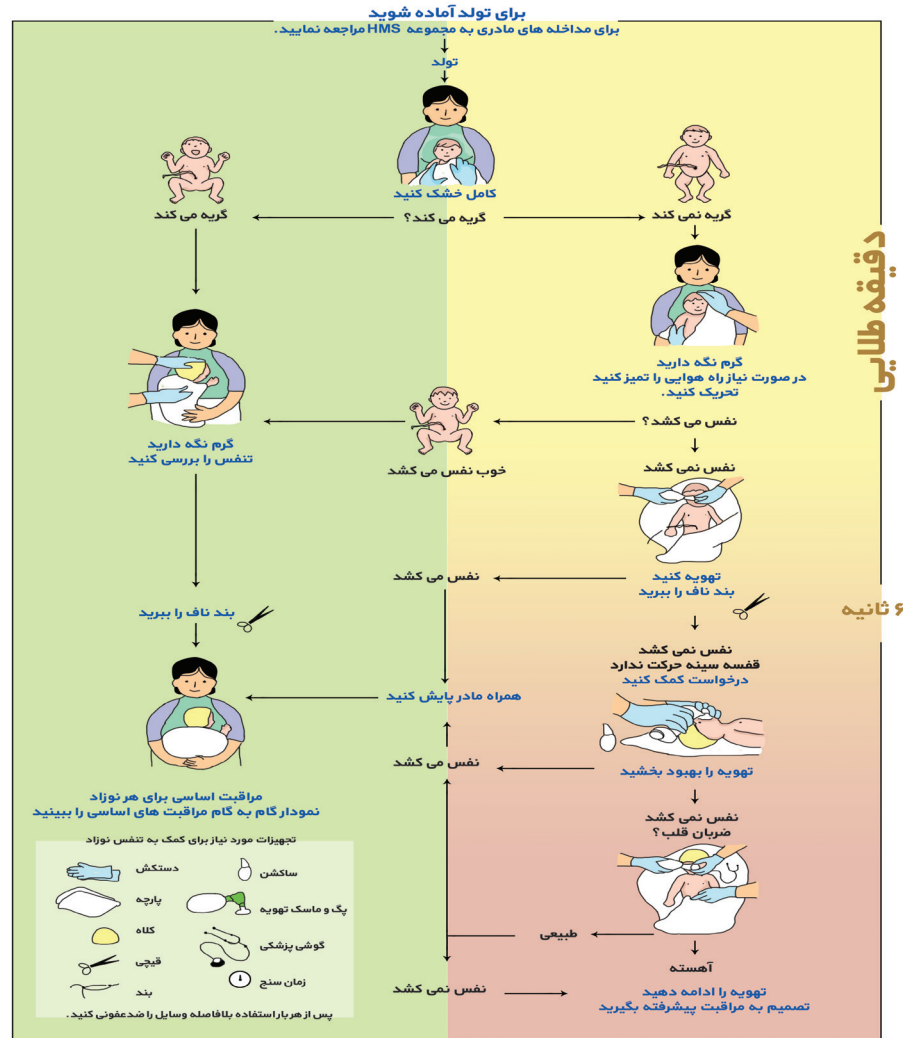 برای تولد آماده شوید
برای مداخله های مادری به مجموعه HMS مراجعه نمایید.
تولد
کامل خشک کنید
گریه می کند؟
گریه نمی کند
گریه می کند
دقیقه طلایی
گرم نگه دارید
در صورت نیاز راه هوایی را تمیز کنید
تحریک کنید.
نفس می کشد؟
خوب نفس می کشد
گرم نگه دارید
تنفس را بررسی کنید
نفس نمی کشد
تهویه کنید
بند ناف را ببرید
نفس می کشد
بند ناف را ببرید
۶ ثانیه
نفس نمی کشد
قفسه سینه حرکت ندارد
درخواست کمک کنید
همراه مادر پایش کنید
تهویه را بهبود بخشید
نفس می کشد
نفس نمی کشد
ضربان قلب؟
مراقبت اساسی برای هر نوزاد
نمودار گام به گام مراقبت های اساسی را ببینید
طبیعی
آهسته
تهویه را ادامه دهید
تصمیم به مراقبت پیشرفته بگیرید
نفس نمی کشد
تجهیزات مورد نیاز برای کمک به تنفس نوزاد
ساکشن
پگ و ماسک تهویه
گوشی پزشکی
زمان سنج
دستکش
پارچه
کلاه
قیچی
بند
پس از هر بار استفاده بلافاصله وسایل را ضدعفونی کنید.